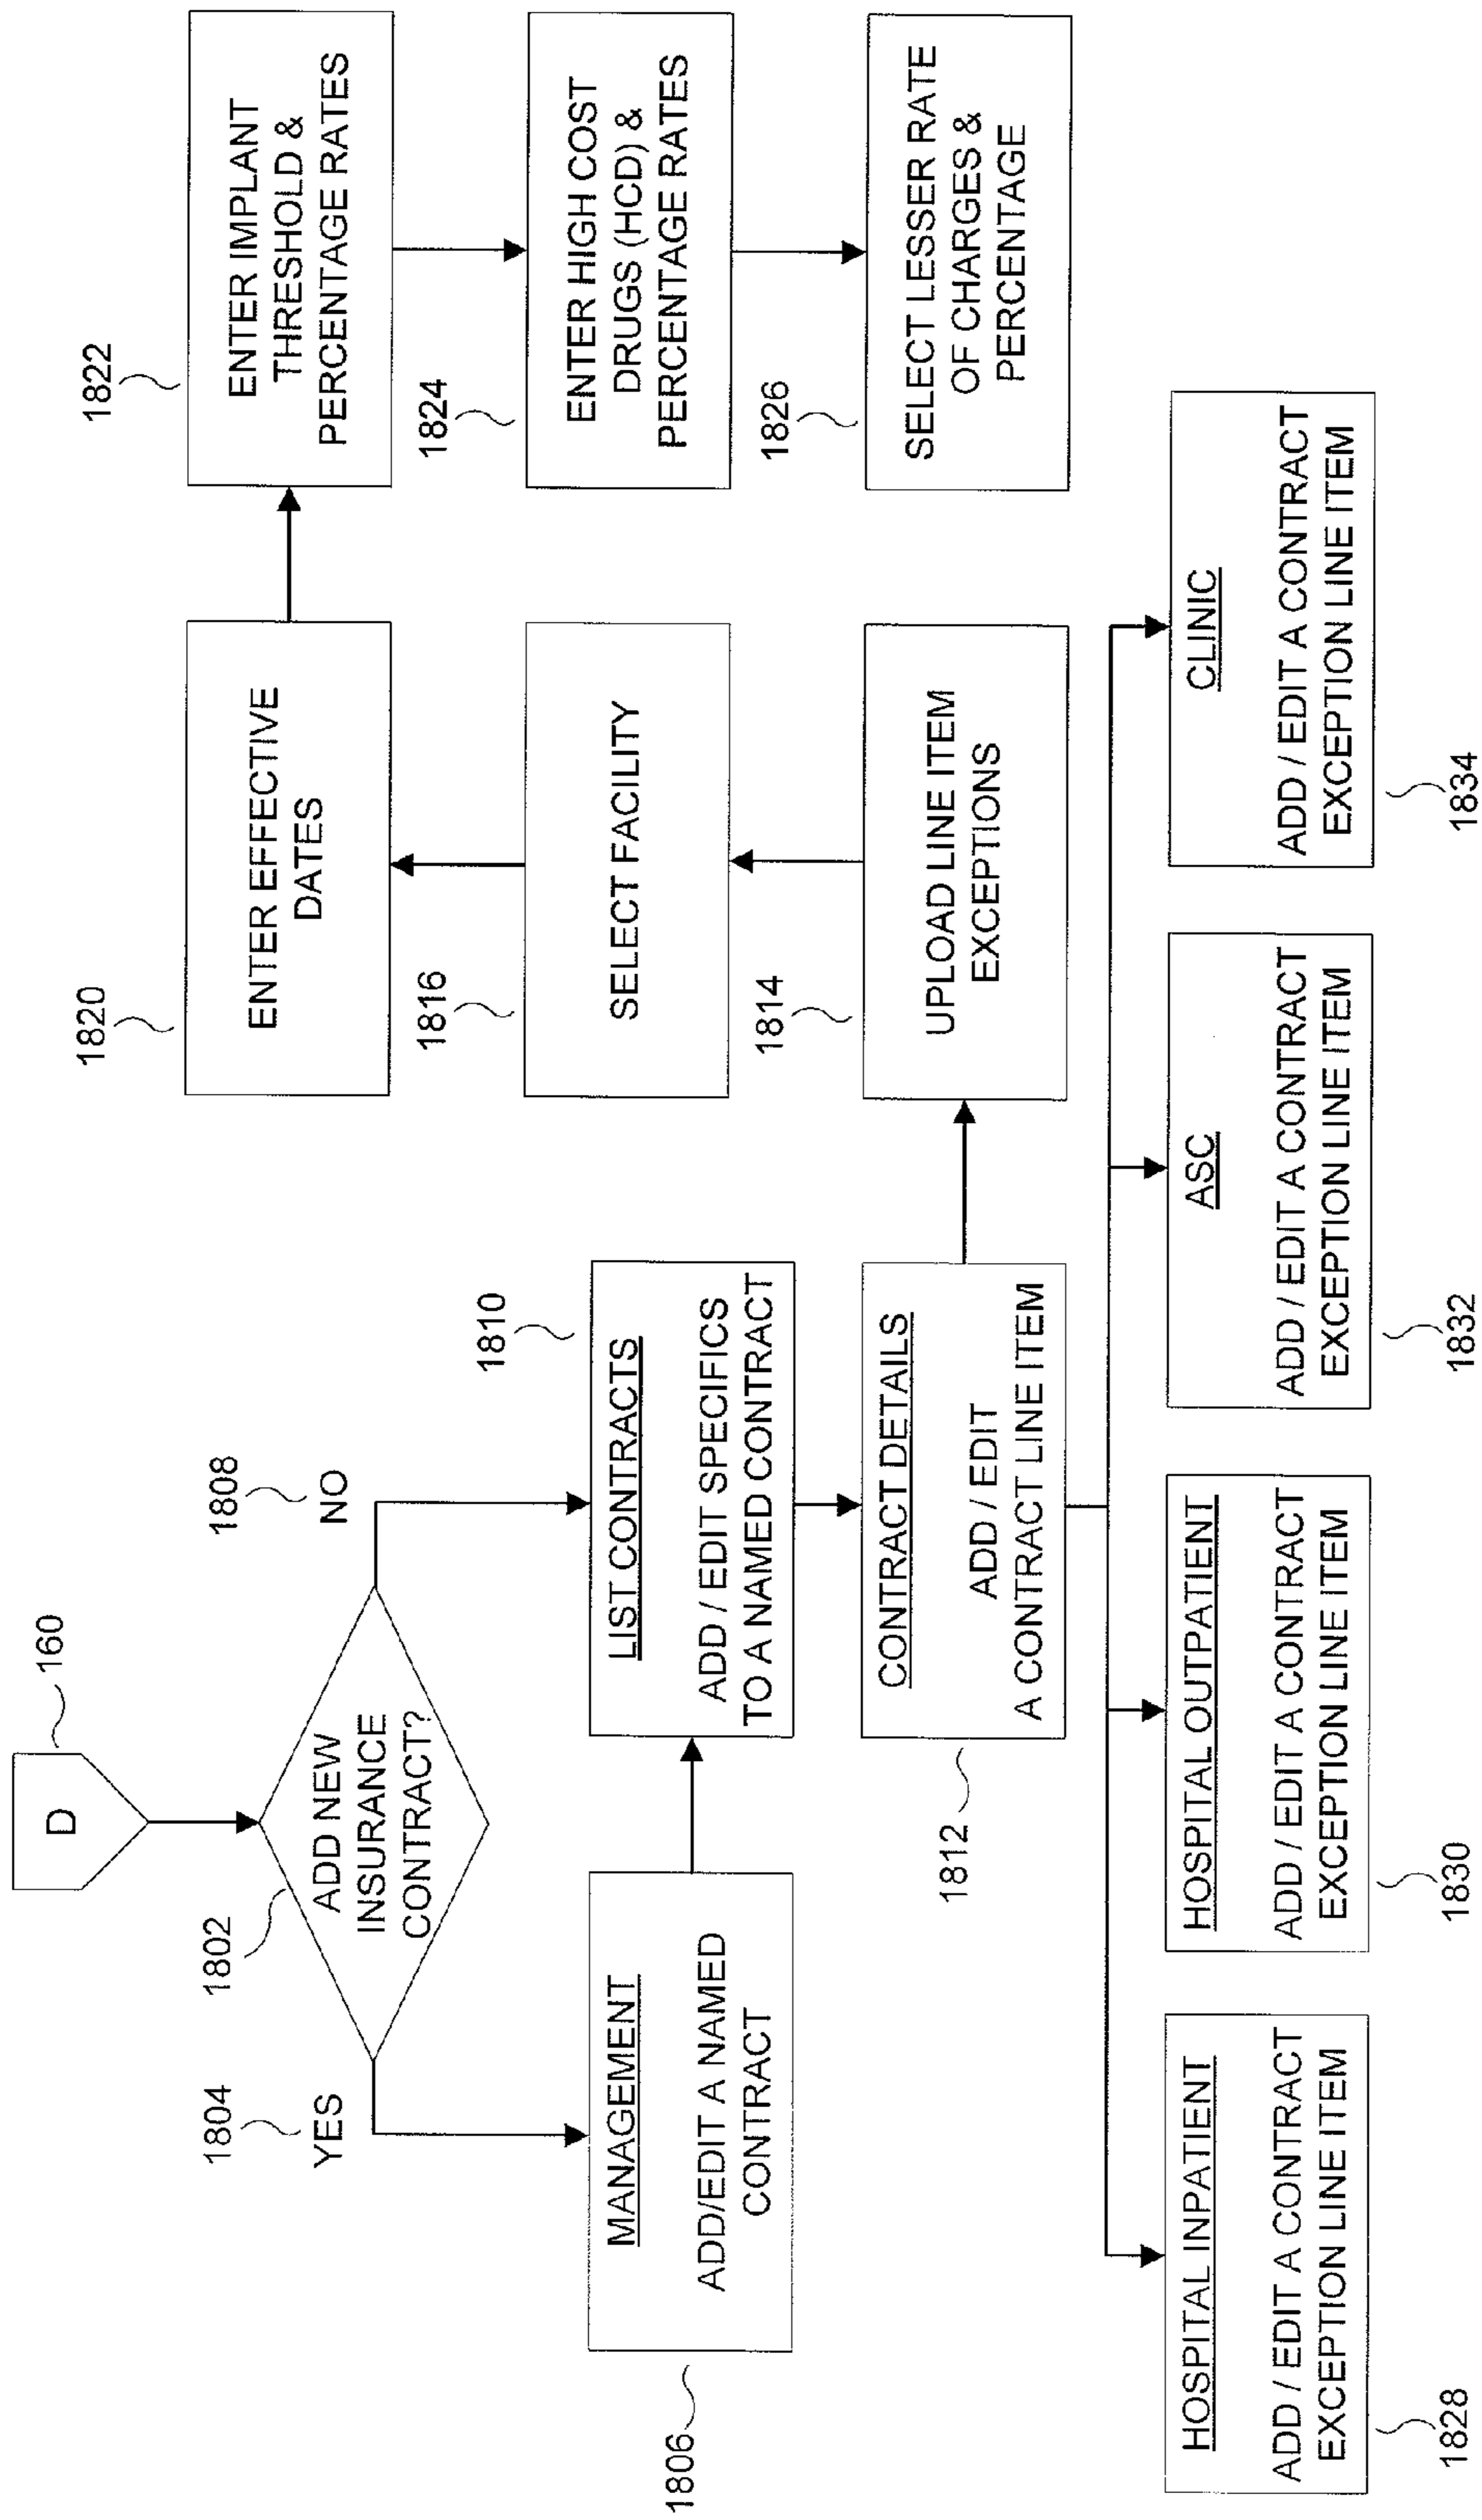 D
160
1802
ADD NEW
INSURANCE
CONTRACT?
1804
YES
1808
NO
1806
MANAGEMENT
ADD/EDIT A NAMED
CONTRACT
1810
LIST CONTRACTS
ADD / EDIT SPECIFICS
TO A NAMED CONTRACT
1812
CONTRACT DETAILS
ADD / EDIT
A CONTRACT LINE ITEM
1814
UPLOAD LINE ITEM
EXCEPTIONS
1816
SELECT FACILITY
1820
ENTER EFFECTIVE
DATES
1822
ENTER IMPLANT
THRESHOLD &
PERCENTAGE RATES
1824
ENTER HIGH COST
DRUGS (HCD) &
PERCENTAGE RATES
1826
SELECT LESSER RATE
OF CHARGES &
PERCENTAGE
HOSPITAL INPATIENT
ADD / EDIT A CONTRACT
EXCEPTION LINE ITEM
1828
HOSPITAL OUTPATIENT
ADD / EDIT A CONTRACT
EXCEPTION LINE ITEM
1830
ASC
ADD / EDIT A CONTRACT
EXCEPTION LINE ITEM
1832
CLINIC
ADD / EDIT A CONTRACT
EXCEPTION LINE ITEM
1834